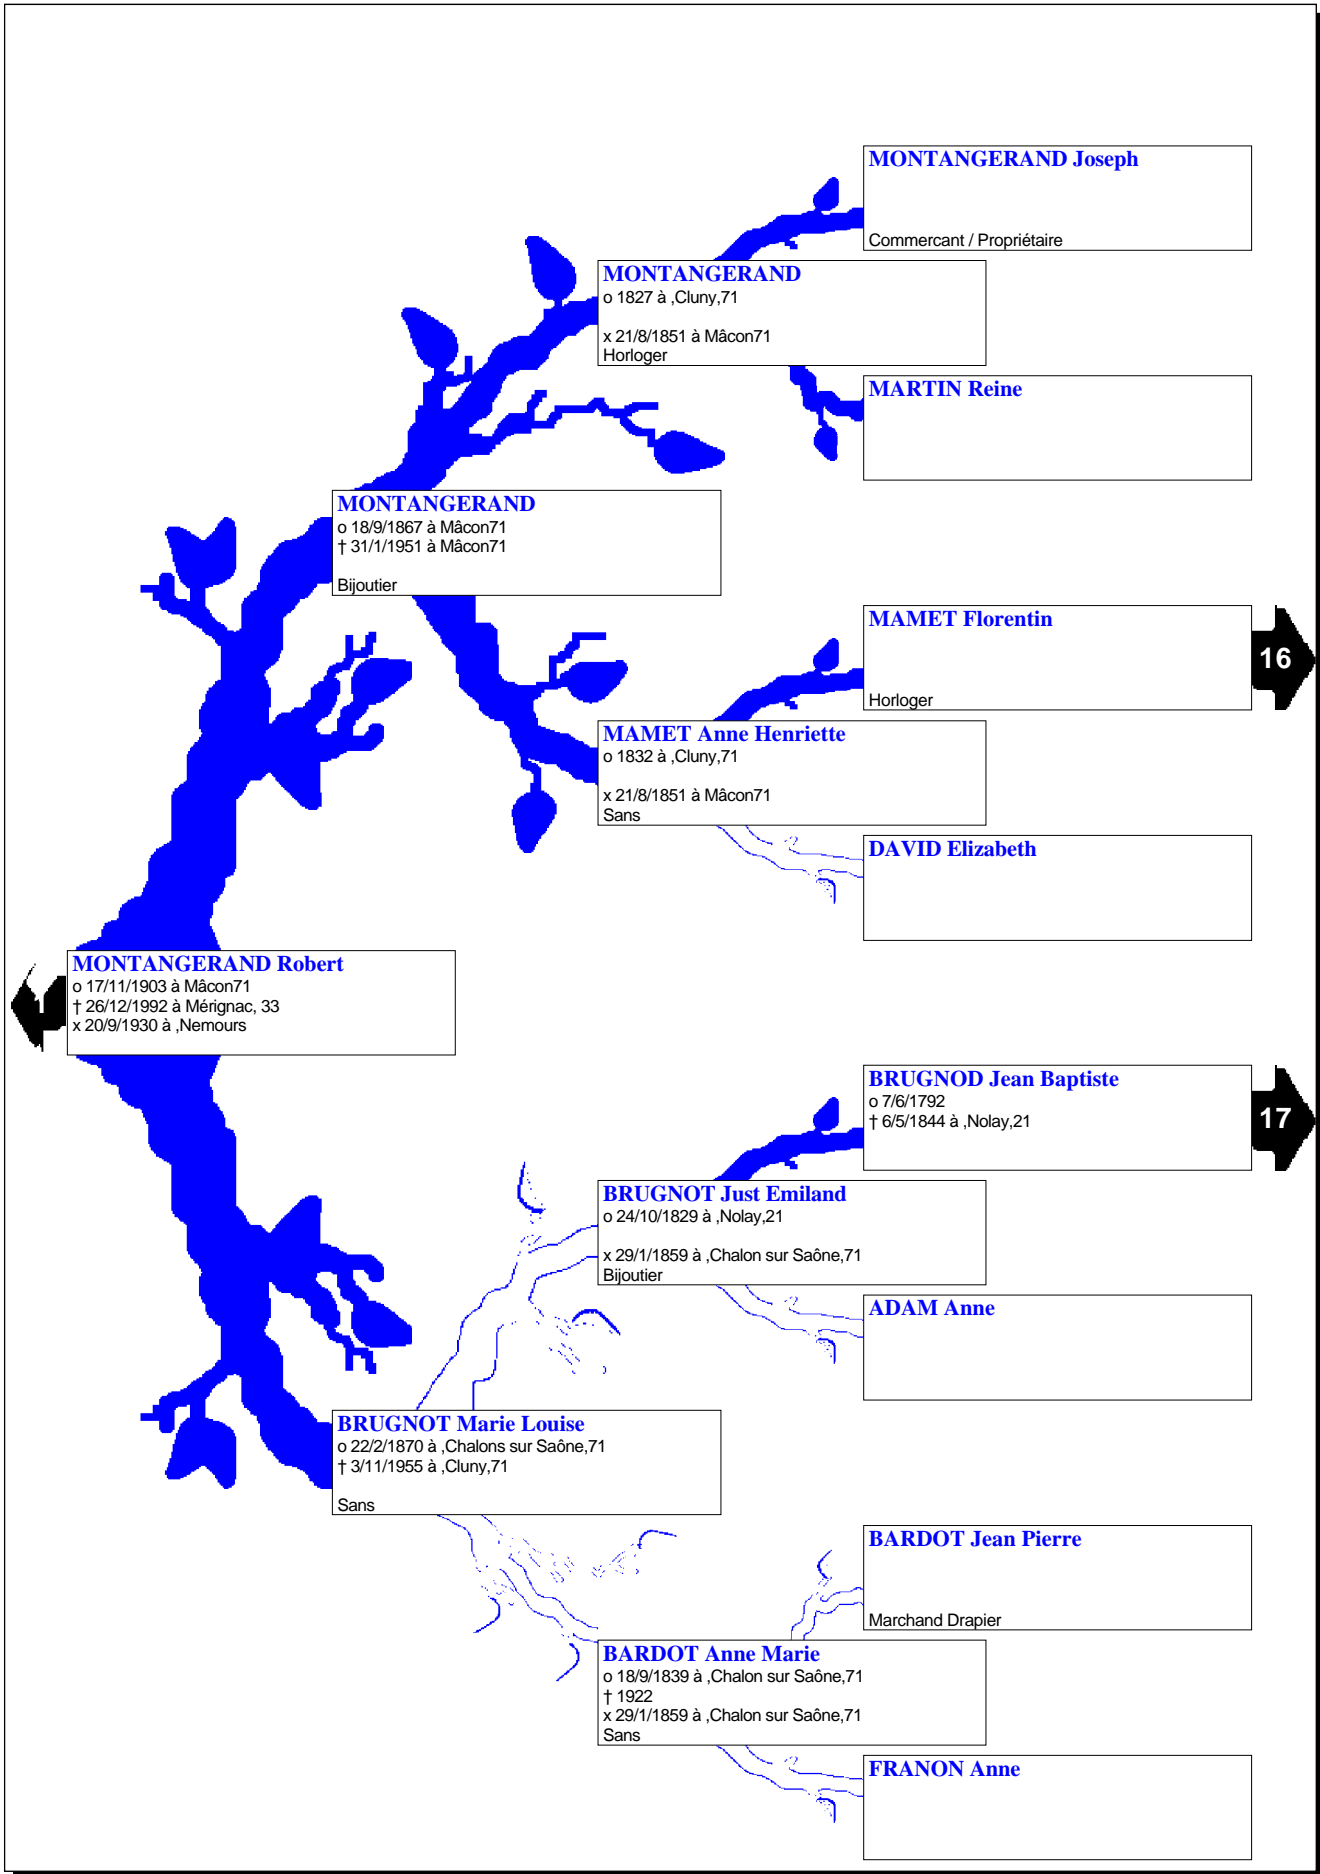 MONTANGERAND Joseph
Commercant / Propriétaire
MONTANGERAND
o 1827 à ,Cluny,71
x 21/8/1851 à Mâcon71
Horloger
MARTIN Reine
MONTANGERAND
o 18/9/1867 à Mâcon71
† 31/1/1951 à Mâcon71
Bijoutier
MAMET Florentin
Horloger
16
MAMET Anne Henriette
o 1832 à ,Cluny,71
x 21/8/1851 à Mâcon71
Sans
DAVID Elizabeth
MONTANGERAND Robert
o 17/11/1903 à Mâcon71
† 26/12/1992 à Mérignac, 33
x 20/9/1930 à ,Nemours
BRUGNOD Jean Baptiste
o 7/6/1792
† 6/5/1844 à ,Nolay,21
17
BRUGNOT Just Emiland
o 24/10/1829 à ,Nolay,21
x 29/1/1859 à ,Chalon sur Saône,71
Bijoutier
ADAM Anne
BRUGNOT Marie Louise
o 22/2/1870 à ,Chalons sur Saône,71
† 3/11/1955 à ,Cluny,71
Sans
BARDOT Jean Pierre
Marchand Drapier
BARDOT Anne Marie
o 18/9/1839 à ,Chalon sur Saône,71
† 1922
x 29/1/1859 à ,Chalon sur Saône,71
Sans
FRANON Anne